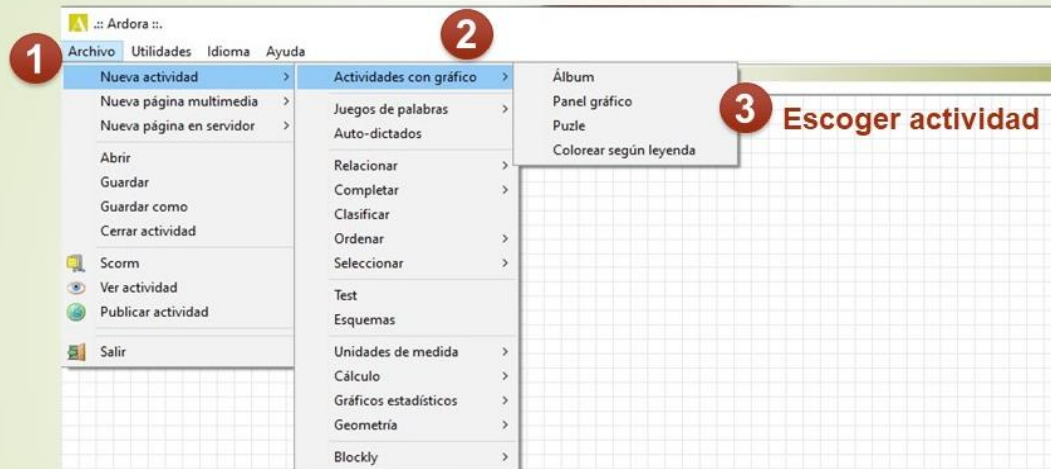 .:: Ardora ::.
Archivo Utilidades Idioma Ayuda
1
2
3 Escoger actividad
Nueva actividad
Nueva página multimedia
Nueva página en servidor
Abrir
Guardar
Guardar como
Cerrar actividad
Scorm
Ver actividad
Publicar actividad
Salir
Actividades con gráfico
Juegos de palabras
Auto-dictados
Relacionar
Completar
Clasificar
Ordenar
Seleccionar
Test
Esquemas
Unidades de medida
Cálculo
Gráficos estadísticos
Geometría
Blockly
Álbum
Panel gráfico
Puzle
Colorear según leyenda